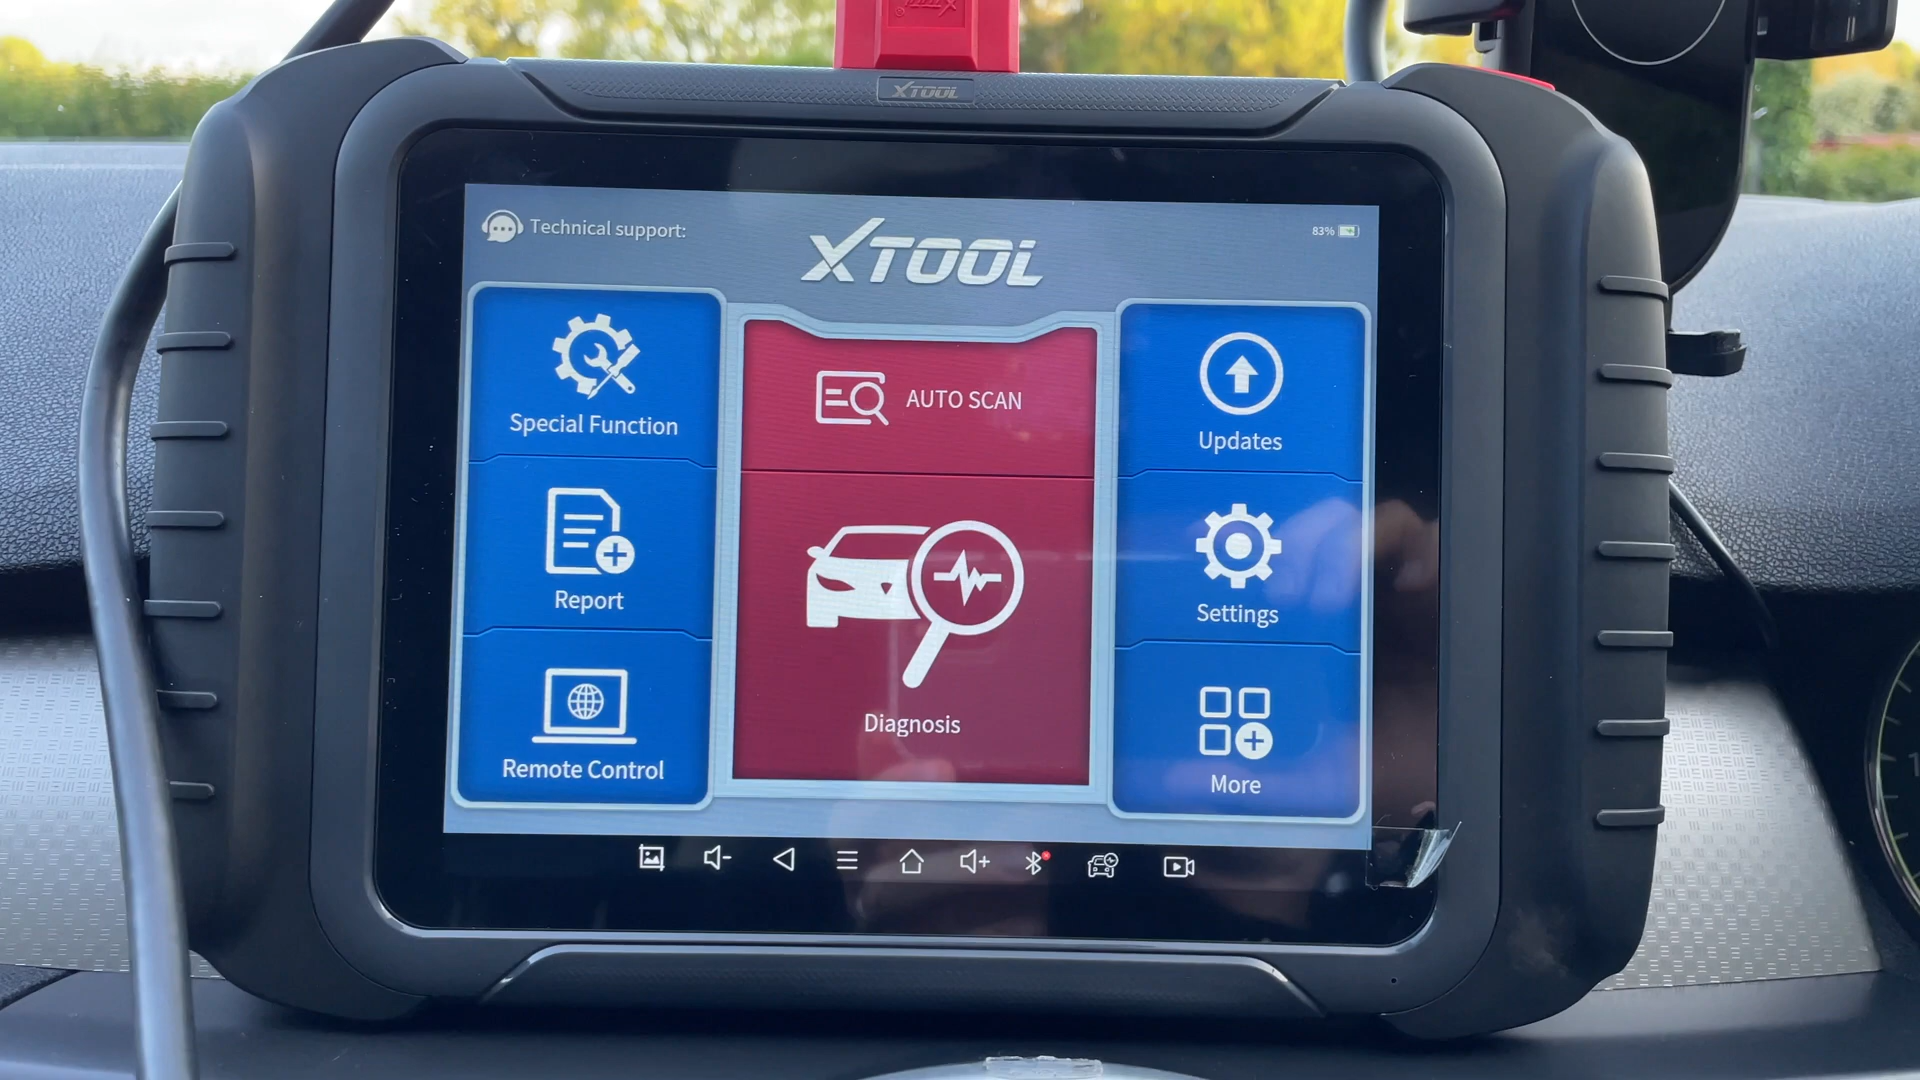 XTOOL
Technical support:
XTOOL
83%
Special Function
AUTO SCAN
Updates
Report
Diagnosis
Settings
Remote Control
More